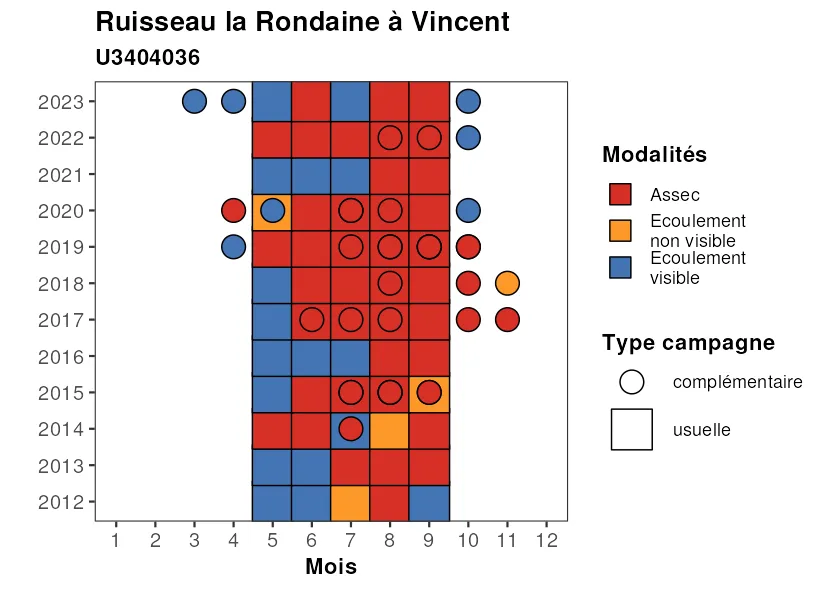 Ruisseau la Rondaine à Vincent
U3404036
2023
2022
2021
2020
2019
2018
2017
2016
2015
2014
2013
2012
1 2 3 4 5 6 7 8 9 10 11 12
Mois
Modalités
Assec
Ecoulement
non visible
Ecoulement
visible
Type campagne
complémentaire
usuelle